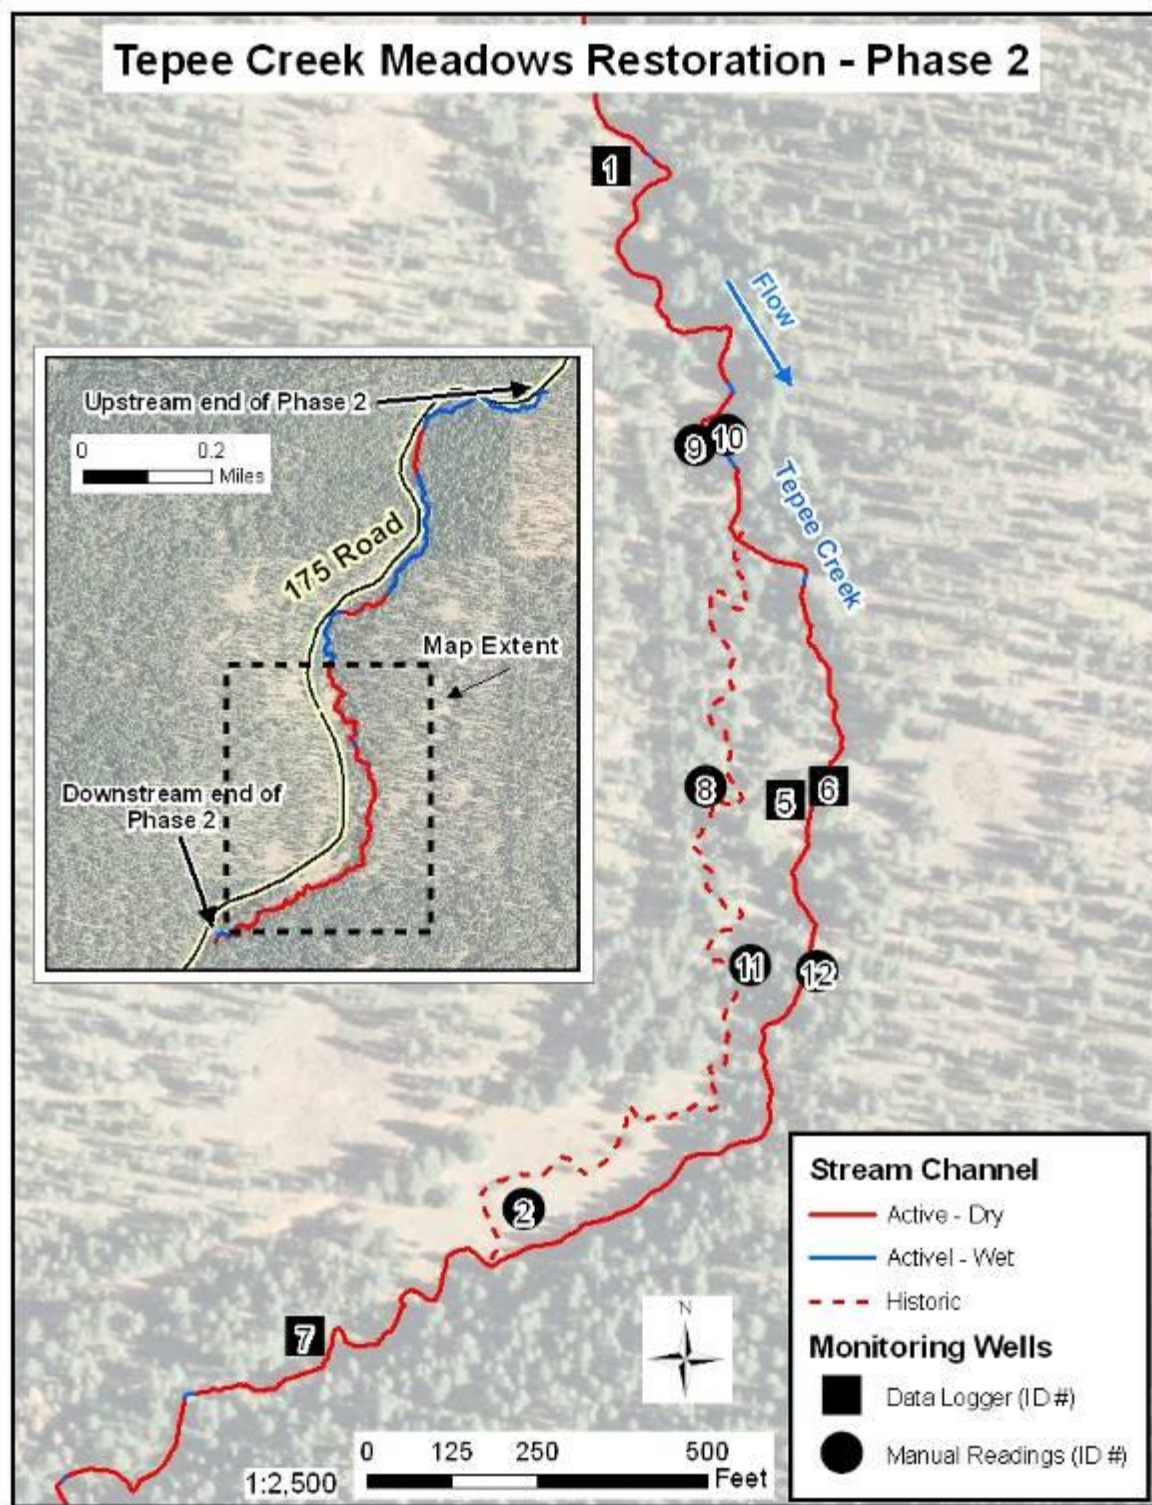 Tepee Creek Meadows Restoration - Phase 2
1
Flow
9
10
Tepee Creek
Upstream end of Phase 2
0 0.2
Miles
175 Road
Map Extent
Downstream end of
Phase 2
8
5
6
11
12
2
7
Stream Channel
Active - Dry
Activel - Wet
Historic
Monitoring Wells
Data Logger (ID #)
Manual Readings (ID #)
N
0 125 250 500
Feet
1:2,500